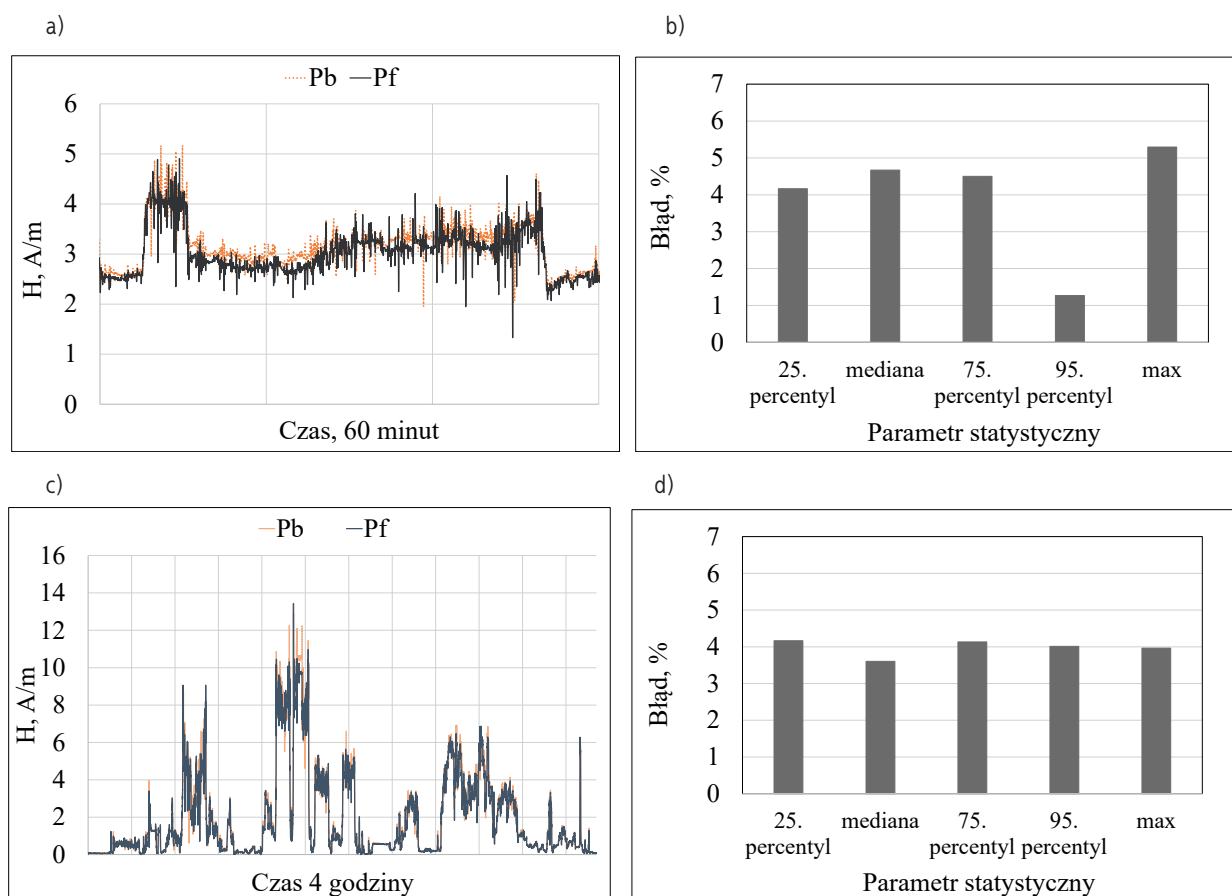 a)
Pb Pf
6
5
4
3
2
1
0
H, A/m
Czas, 60 minut
b)
7
6
5
4
3
2
1
0
Błąd, %
25. percentyl
mediana
75. percentyl
95. percentyl
max
Parametr statystyczny
c)
Pb Pf
16
14
12
10
8
6
4
2
0
H, A/m
Czas 4 godziny
d)
7
6
5
4
3
2
1
0
Błąd, %
25. percentyl
mediana
75. percentyl
95. percentyl
max
Parametr statystyczny